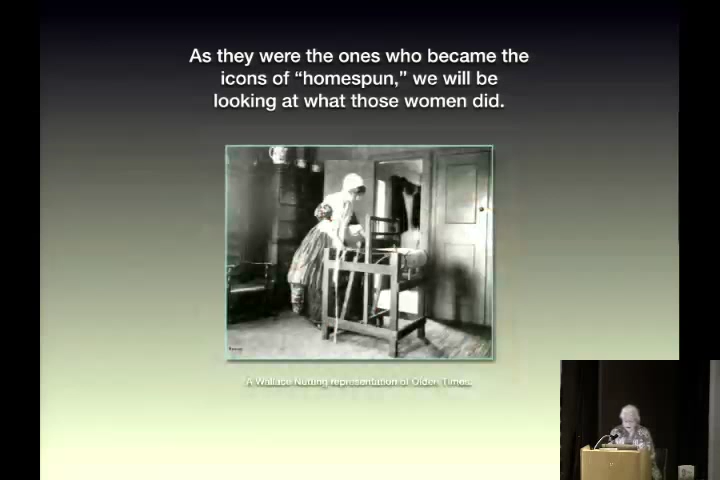 As they were the ones who became the
icons of “homespun,” we will be
looking at what those women did.
A Wallace Nutting representation of Olden Times.